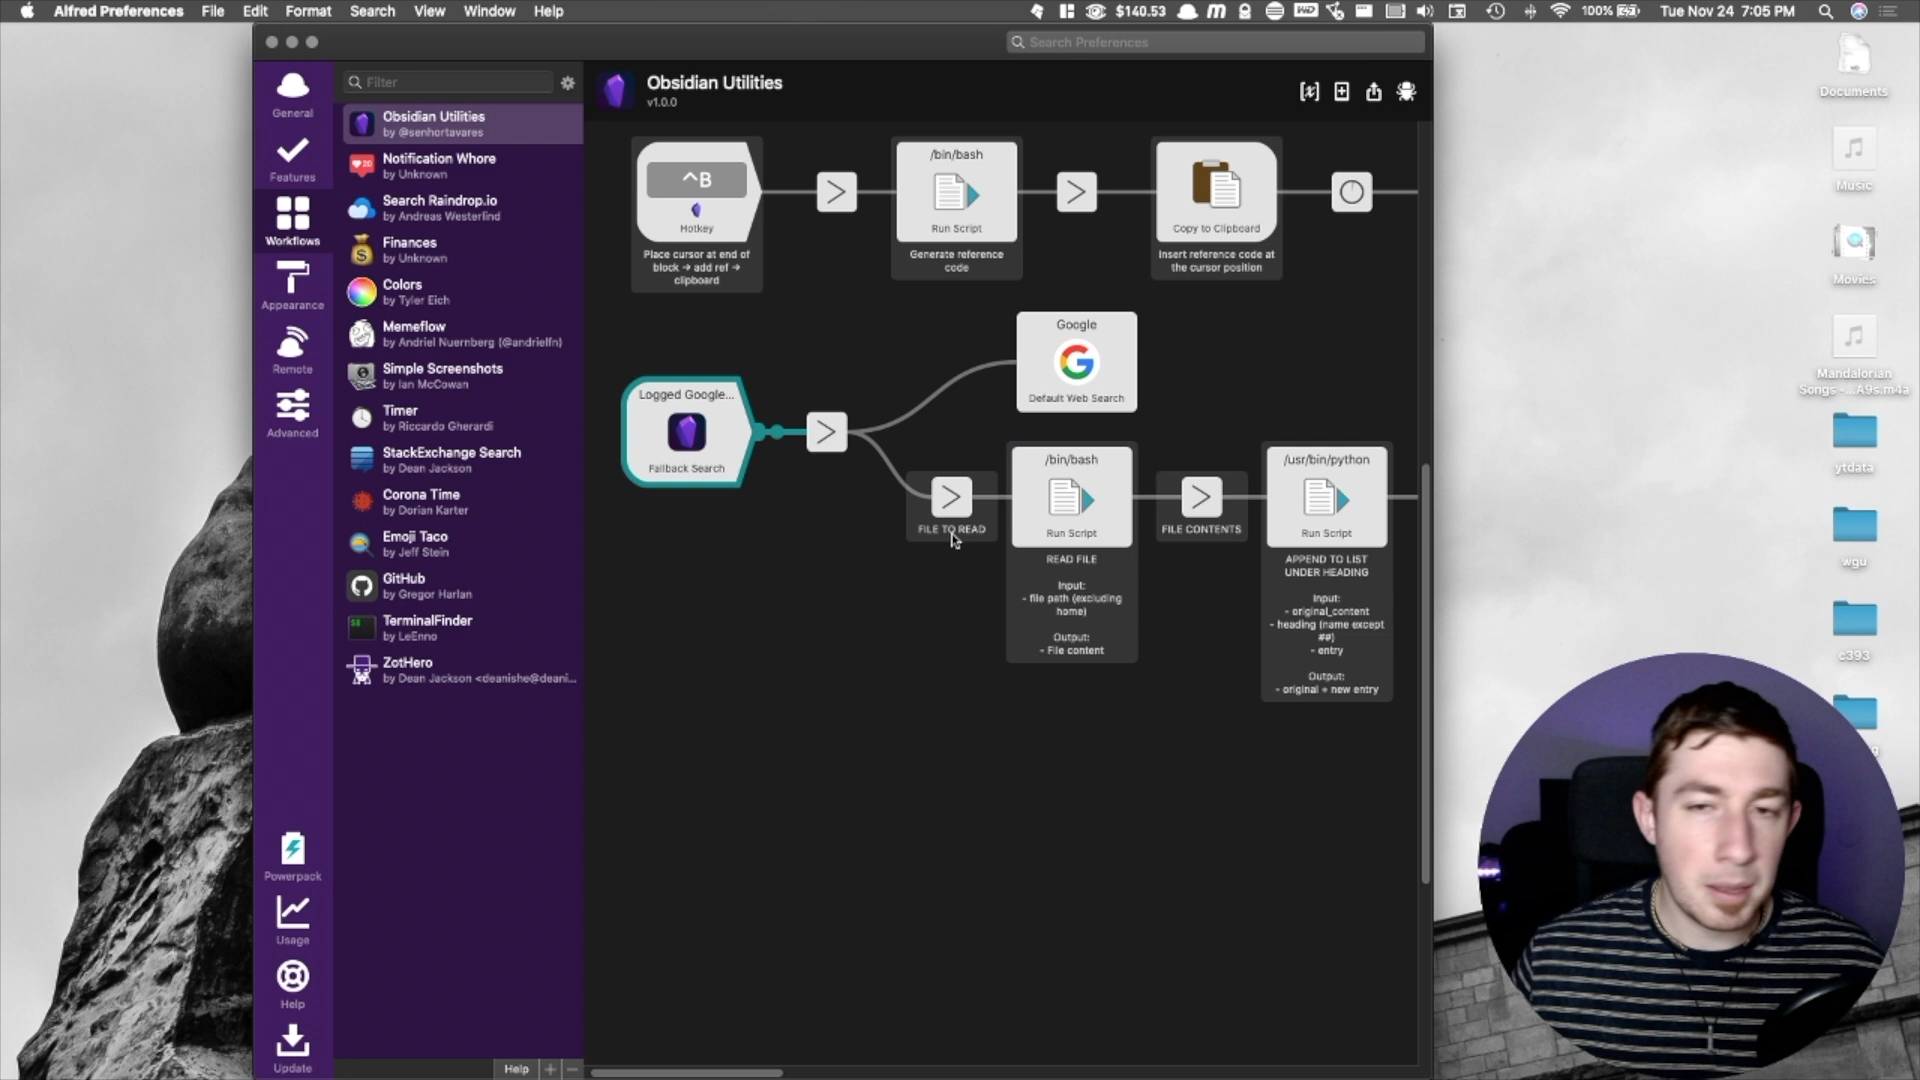 Alfred Preferences File Edit Format Search View Window Help
$140.53
100%
Tue Nov 24 7:05 PM
Search Preferences
General
Features
Workflows
Appearance
Remote
Advanced
Powerpack
Usage
Help
Update
Filter
Obsidian Utilities
by @senhortavares
Notification Whore
by Unknown
Search Raindrop.io
by Andreas Westerlind
Finances
by Unknown
Colors
by Tyler Eich
Memeflow
by Andriel Nuernberg (@andrielfn)
Simple Screenshots
by Ian McCowan
Timer
by Riccardo Gherardi
StackExchange Search
by Dean Jackson
Corona Time
by Dorian Karter
Emoji Taco
by Jeff Stein
GitHub
by Gregor Harlan
TerminalFinder
by LeEnno
ZotHero
by Dean Jackson <deanishe@deani...
Help
Obsidian Utilities
v1.0.0
^B
Hotkey
Place cursor at end of
block → add ref →
clipboard
/bin/bash
Run Script
Generate reference
code
Copy to Clipboard
Insert reference code at
the cursor position
Logged Google...
Fallback Search
Google
Default Web Search
FILE TO READ
/bin/bash
Run Script
READ FILE
Input:
- file path (excluding
home)
Output:
- File content
FILE CONTENTS
/usr/bin/python
Run Script
APPEND TO LIST
UNDER HEADING
Input:
- original_content
- heading (name except
##)
- entry
Output:
- original + new entry
Documents
Music
Movies
Mandalorian
Songs -...A9s.m4a
ytdata
wgu
c393